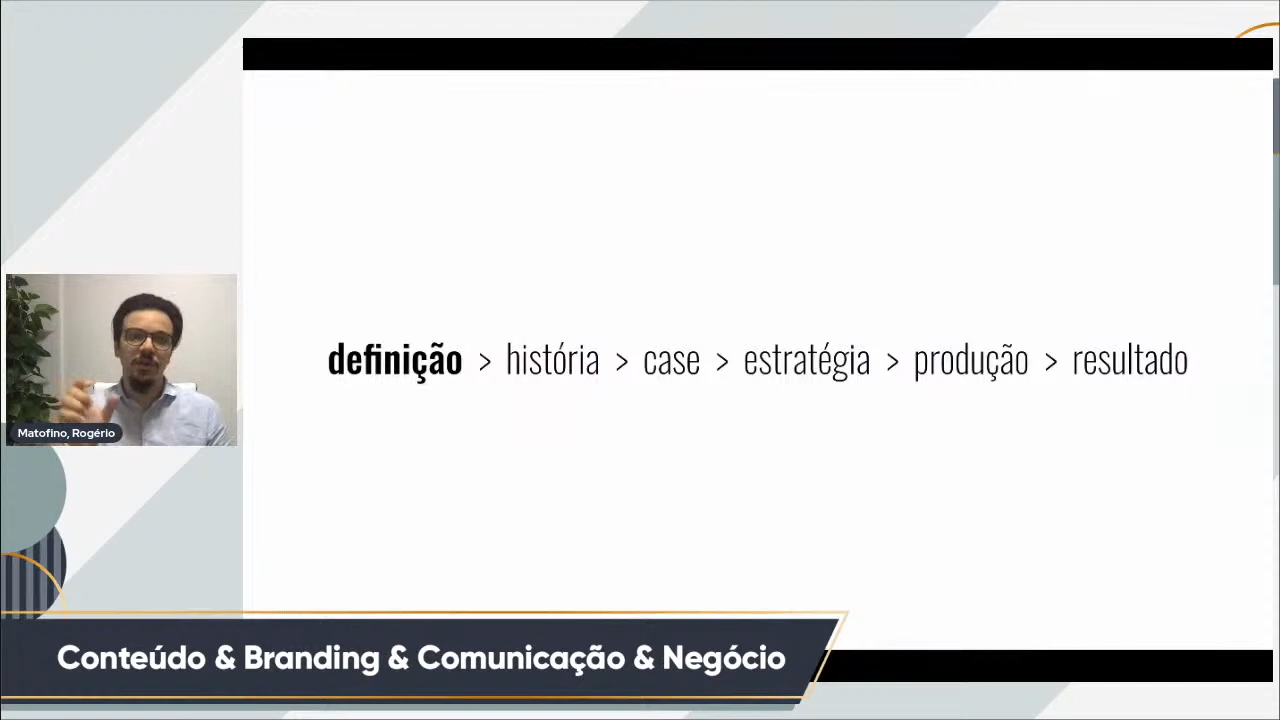 definição > história > case > estratégia > produção > resultado
Matofino, Rogério
Conteúdo & Branding & Comunicação & Negócio